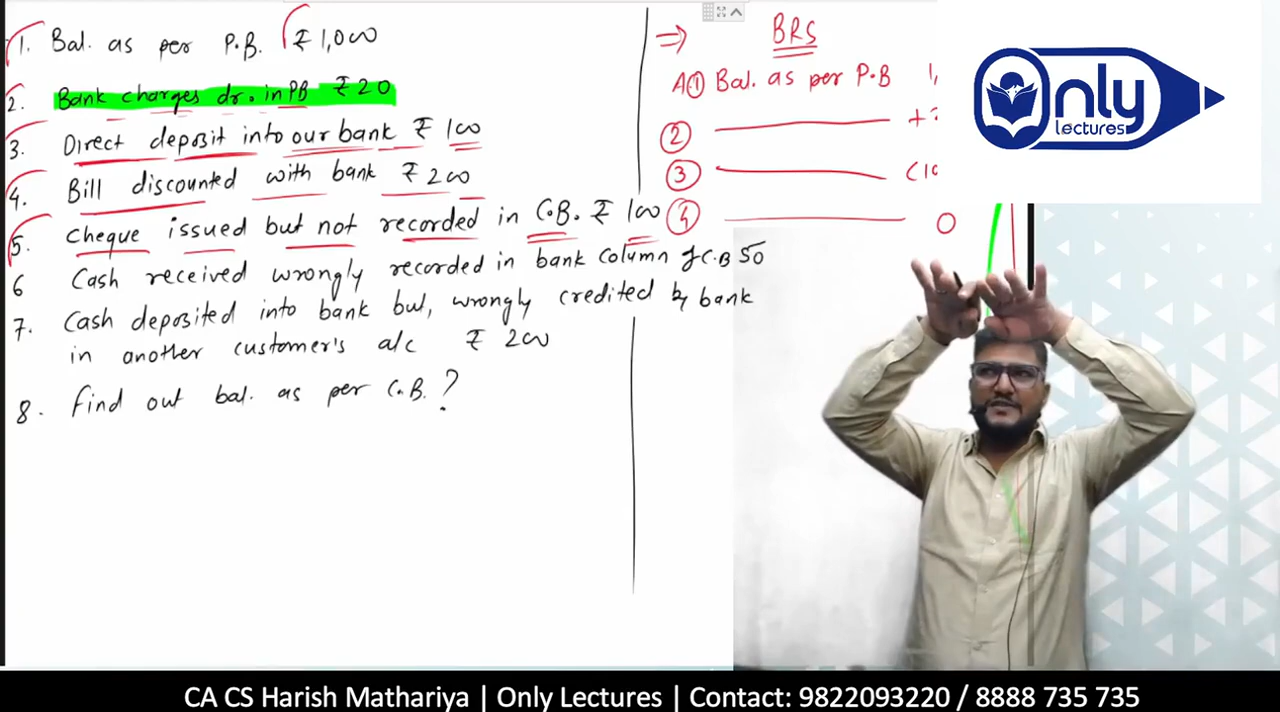 1. Bal. as per P.B. ₹ 1,000
2. Bank charges dr. in PB ₹ 20
3. Direct deposit into our bank ₹ 100
4. Bill discounted with bank ₹ 200
5. Cheque issued but not recorded in C.B. ₹ 100
6 Cash received wrongly recorded in bank column of C.B 50
7. Cash deposited into bank but, wrongly credited by bank
in another customer's a/c ₹ 200
8. Find out bal. as per C.B. ?
⇒ BRS
A① Bal. as per P.B 1,
② +
③ (10
④ 0
Only
lectures
CA CS Harish Mathariya | Only Lectures | Contact: 9822093220 / 8888 735 735